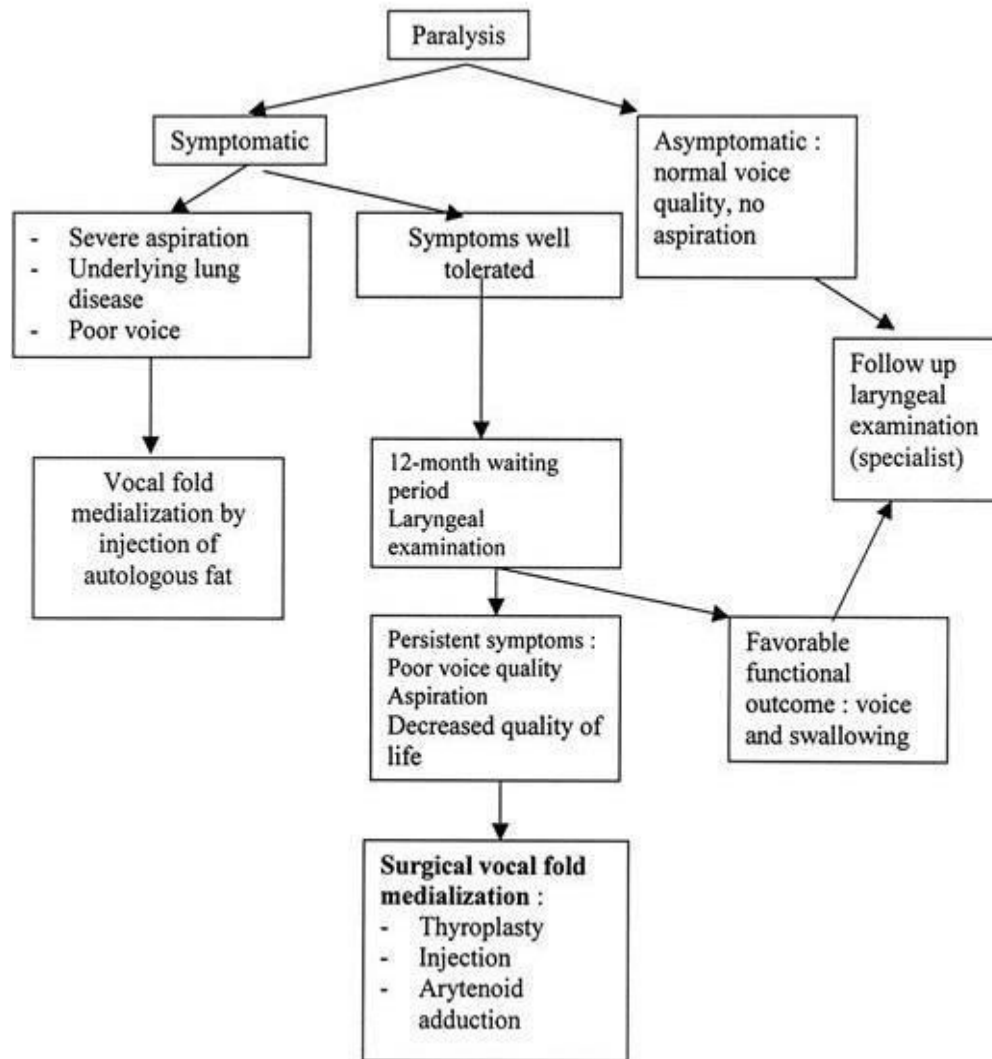 Paralysis
Symptomatic
Asymptomatic :
normal voice
quality, no
aspiration
- Severe aspiration
- Underlying lung
disease
- Poor voice
Symptoms well
tolerated
Follow up
laryngeal
examination
(specialist)
Vocal fold
medialization by
injection of
autologous fat
12-month waiting
period
Laryngeal
examination
Persistent symptoms :
Poor voice quality
Aspiration
Decreased quality of
life
Favorable
functional
outcome : voice
and swallowing
Surgical vocal fold
medialization :
- Thyroplasty
- Injection
- Arytenoid
adduction